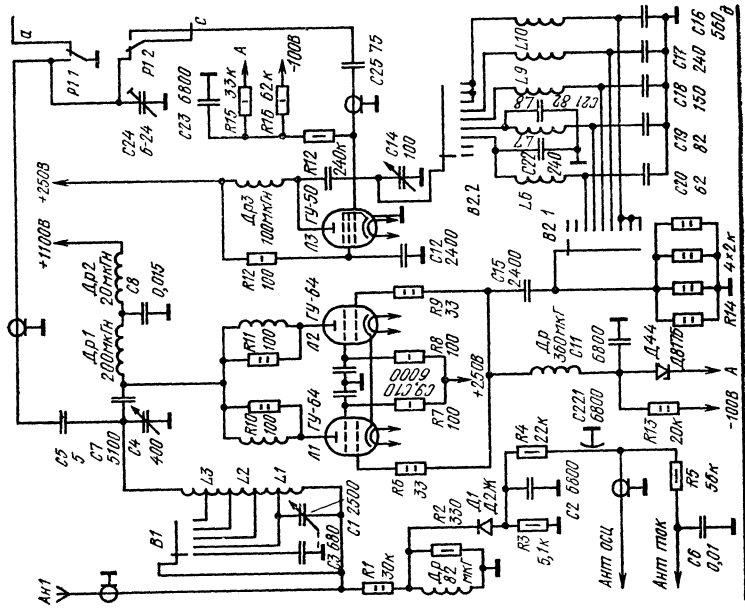 а
с
Р1 1
Р1 2
С24
6-24
С23 6800
R15 33к
А
R16 62к
-100В
С25 75
R12
240к
С14
100
+250В
Др3
100мкГн
Л3 ГУ-50
R12
100
С12
2400
В2.2
L10
L9
L8
С21 82
L7
С22
240
L6
С16
560д
С17
240
С18
150
С19
82
С20
62
В2 1
+1100В
Др2
20мкГн
С8
0,015
Др1
200мкГн
R11
100
Л2 ГУ-64
R10
100
ГУ-64
Л1
С9,С10
6000
R9
33
R8
100
R7
100
+250В
R6
33
С15
2400
4×2к
R14
Др
360мкГ
С11
6800
Д44
Д817Б
А
R13
20к
-100В
С5
5
С7
5100
С4
400
L3
L2
L1
В1
С1 2500
С3 680
Ан1
R1
30к
R2
330
Д1
Д2Ж
Др
82
мкГ
R3
5,1к
R4
22к
С2 6800
С221
6800
R5
56к
С6
0,01
Ант осц
Ант ток